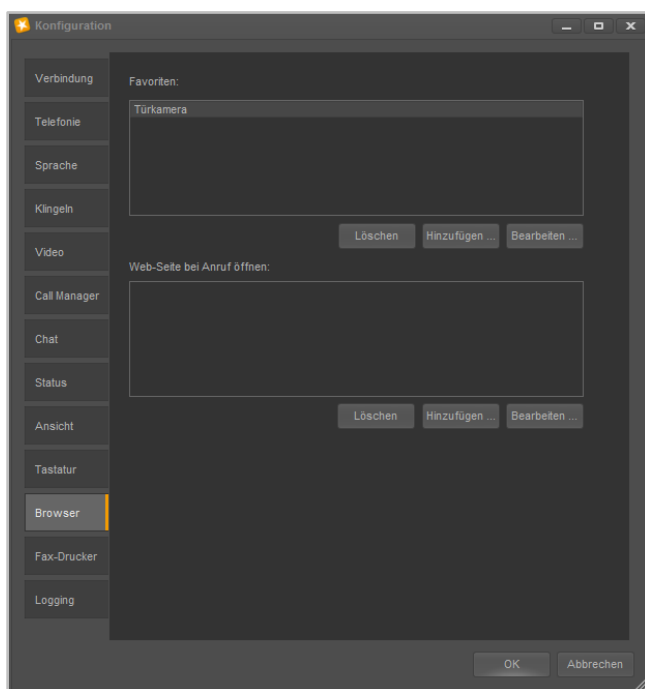 Konfiguration
Verbindung
Telefonie
Sprache
Klingeln
Video
Call Manager
Chat
Status
Ansicht
Tastatur
Browser
Fax-Drucker
Logging
Favoriten:
Türkamera
Löschen Hinzufügen ... Bearbeiten ...
Web-Seite bei Anruf öffnen:
Löschen Hinzufügen ... Bearbeiten ...
OK Abbrechen